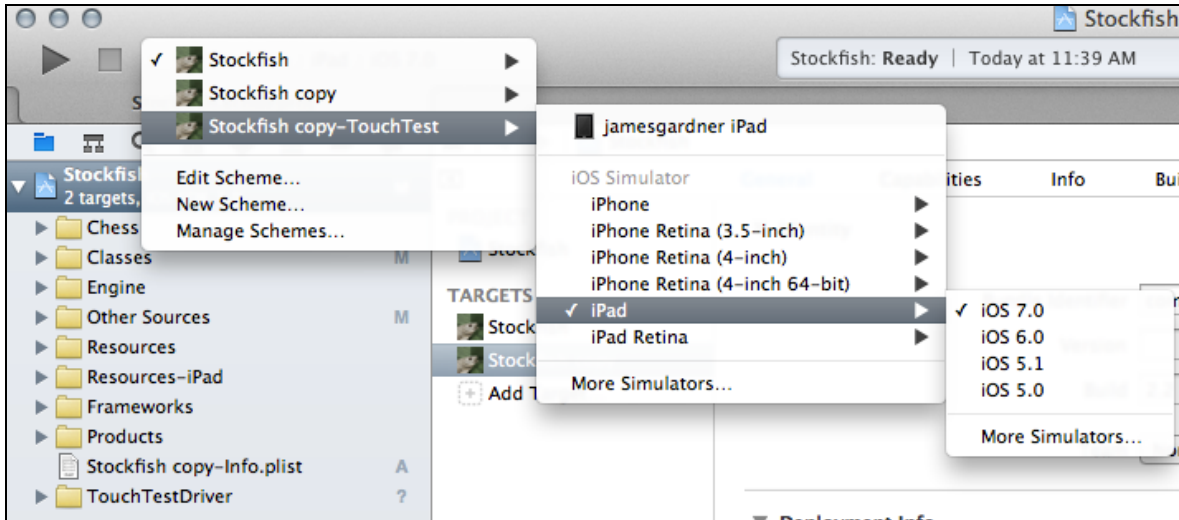 Stockfish
Stockfish: Ready | Today at 11:39 AM
✓ Stockfish
Stockfish copy
Stockfish copy-TouchTest
Edit Scheme...
New Scheme...
Manage Schemes...
jamesgardner iPad
iOS Simulator
iPhone
iPhone Retina (3.5-inch)
iPhone Retina (4-inch)
iPhone Retina (4-inch 64-bit)
✓ iPad
iPad Retina
More Simulators...
✓ iOS 7.0
iOS 6.0
iOS 5.1
iOS 5.0
More Simulators...
Info
2 targets,
Chess
Classes M
Engine
Other Sources M
Resources
Resources-iPad
Frameworks
Products
Stockfish copy-Info.plist A
TouchTestDriver ?
TARGETS
Stock
Stock
Add